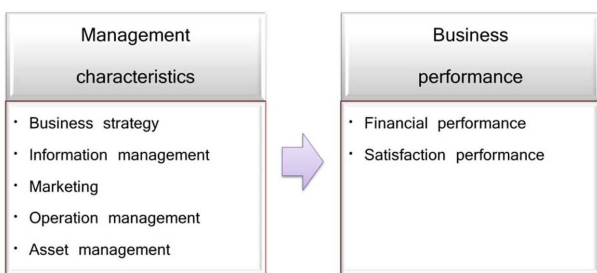 Management
characteristics
· Business strategy
· Information management
· Marketing
· Operation management
· Asset management
Business
performance
· Financial performance
· Satisfaction performance